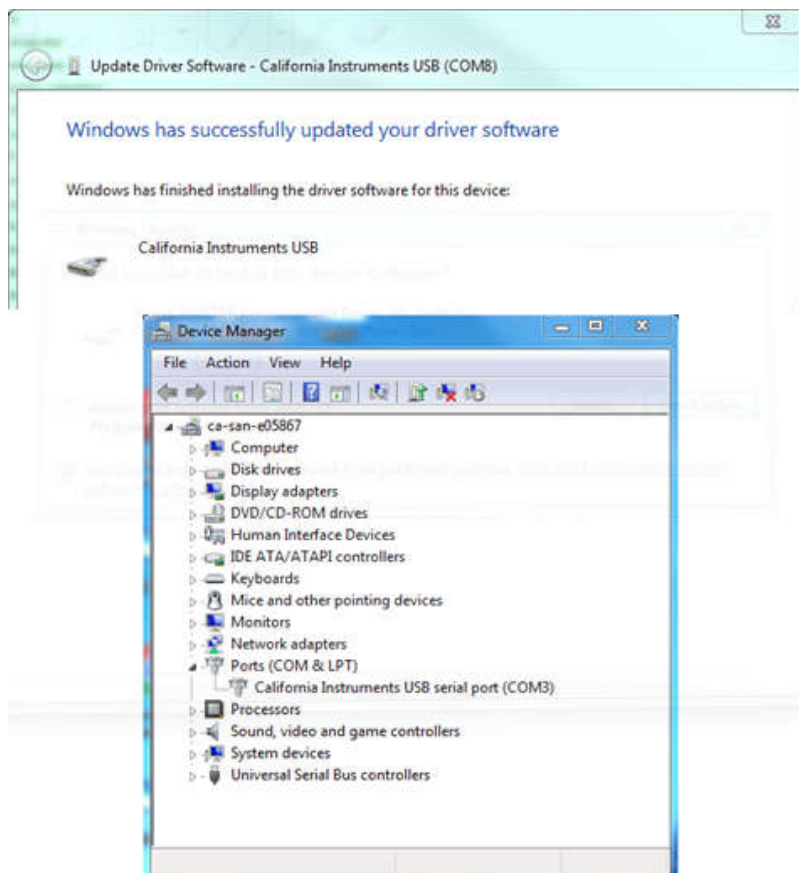 Update Driver Software - California Instruments USB (COM8)
Windows has successfully updated your driver software
Windows has finished installing the driver software for this device:
California Instruments USB
Device Manager
File Action View Help
ca-san-e05867
Computer
Disk drives
Display adapters
DVD/CD-ROM drives
Human Interface Devices
IDE ATA/ATAPI controllers
Keyboards
Mice and other pointing devices
Monitors
Network adapters
Ports (COM & LPT)
California Instruments USB serial port (COM3)
Processors
Sound, video and game controllers
System devices
Universal Serial Bus controllers